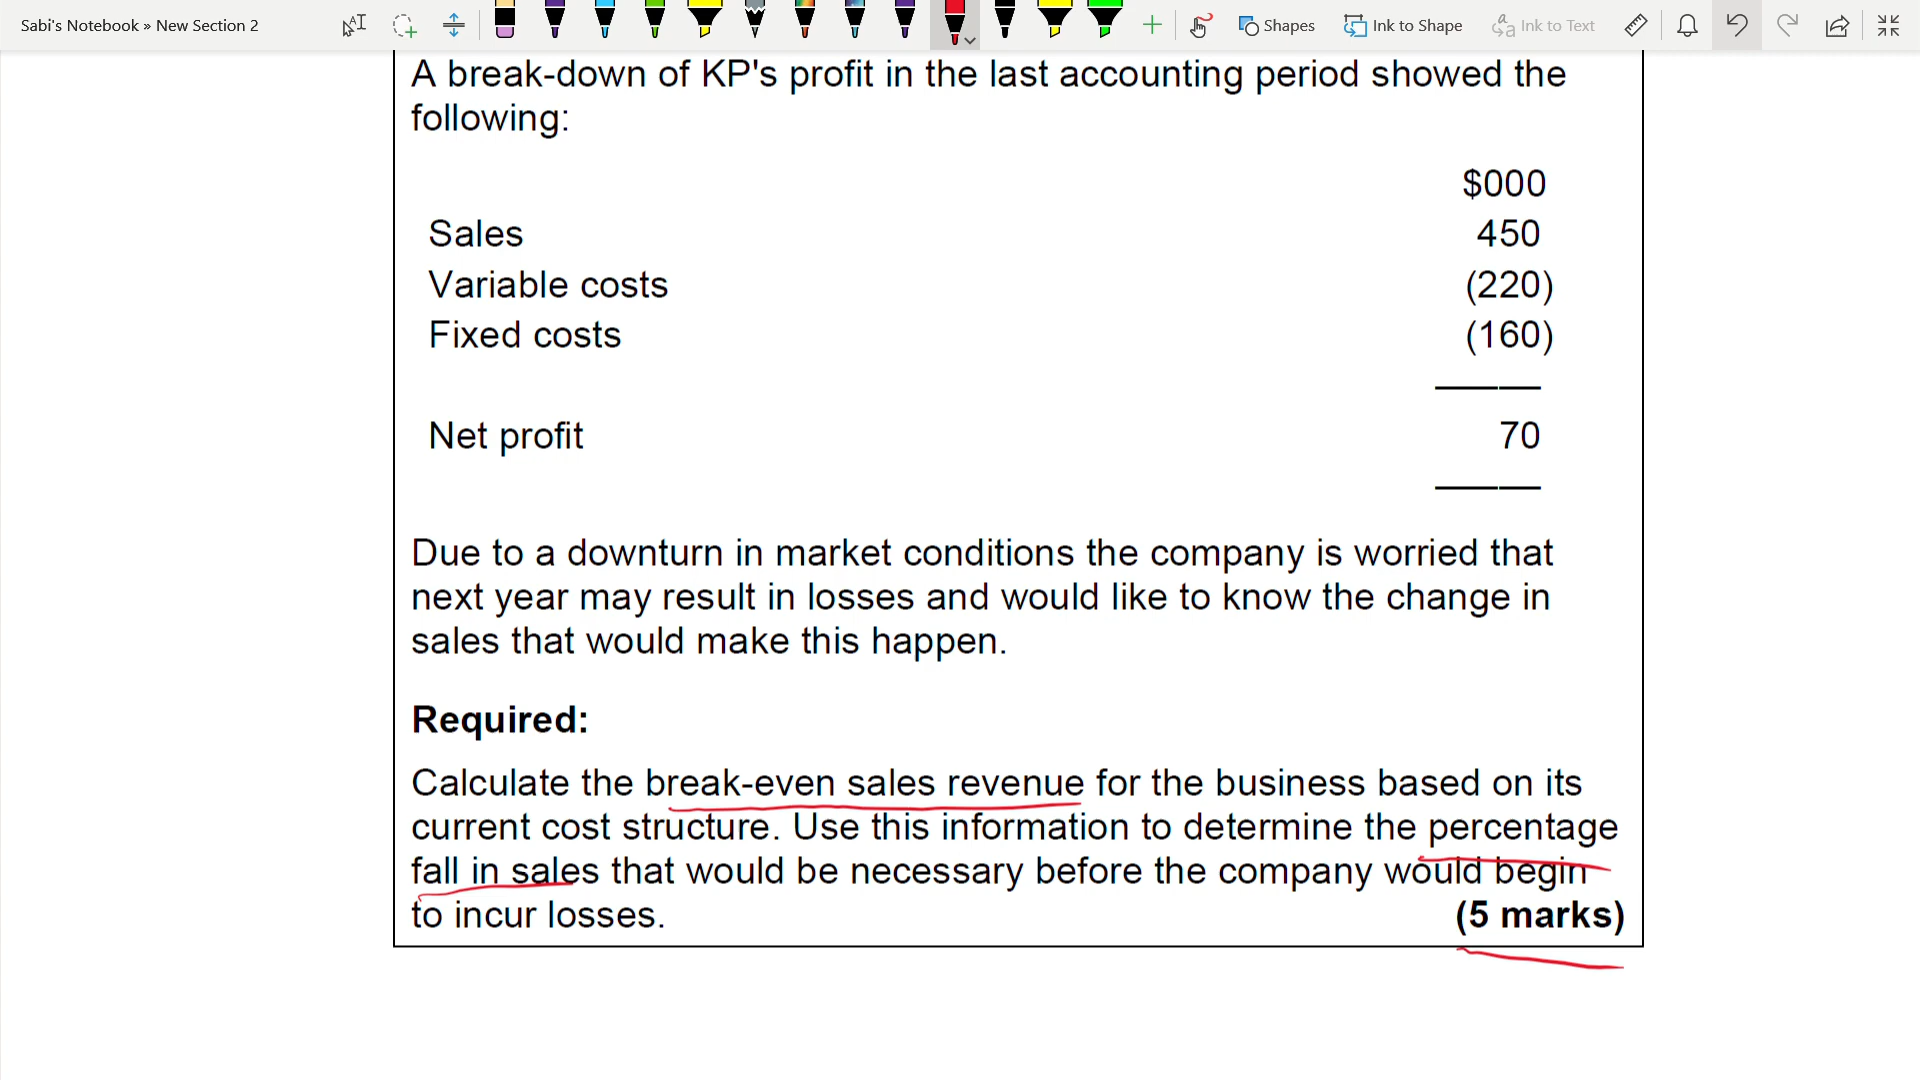 Sabi's Notebook » New Section 2
Shapes
Ink to Shape
Ink to Text
A break-down of KP's profit in the last accounting period showed the
following:
$000
Sales 450
Variable costs (220)
Fixed costs (160)
Net profit 70
Due to a downturn in market conditions the company is worried that
next year may result in losses and would like to know the change in
sales that would make this happen.
Required:
Calculate the break-even sales revenue for the business based on its
current cost structure. Use this information to determine the percentage
fall in sales that would be necessary before the company would begin
to incur losses. (5 marks)